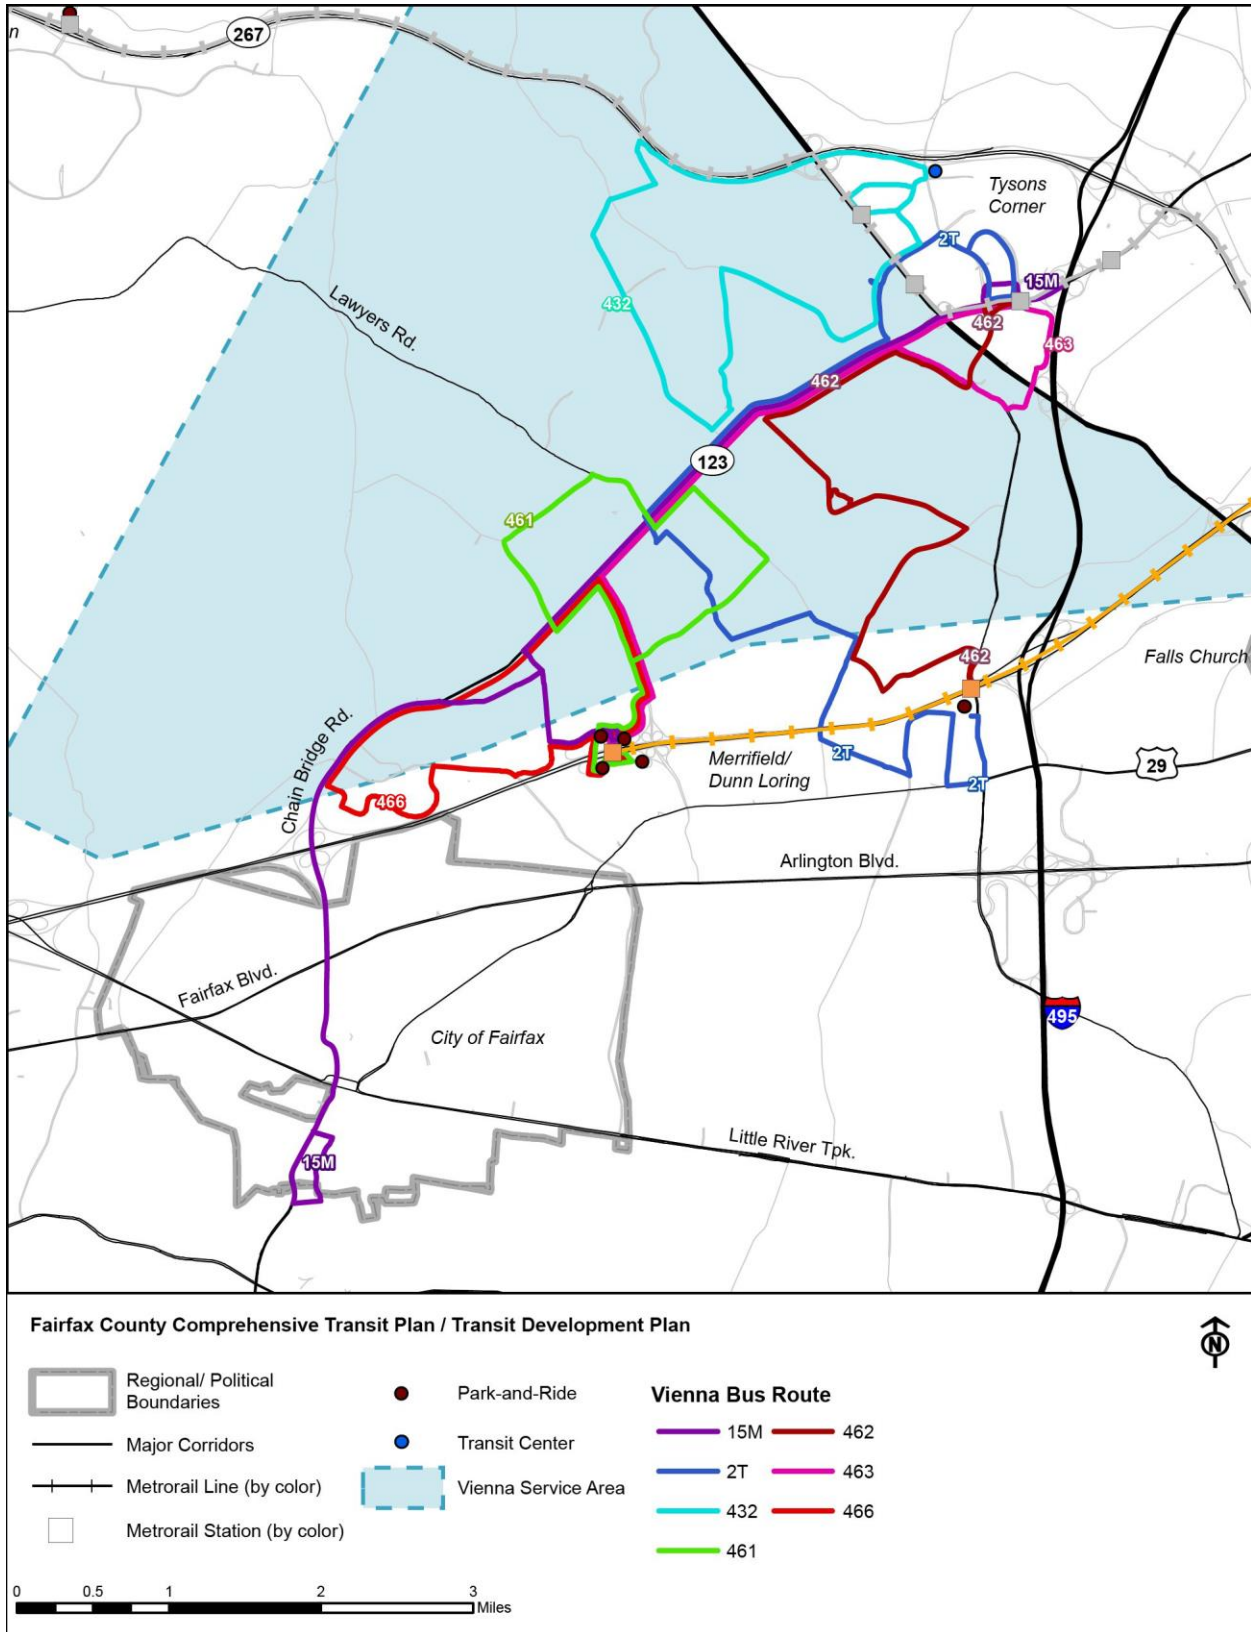 n
267
Tysons
Corner
2T
15M
432
462
463
Lawyers Rd.
462
123
461
462
Falls Church
Chain Bridge Rd.
Merrifield/
Dunn Loring
2T
29
2T
466
Arlington Blvd.
Fairfax Blvd.
495
City of Fairfax
Little River Tpk.
15M
Fairfax County Comprehensive Transit Plan / Transit Development Plan
N
Regional/ Political
Boundaries
Major Corridors
Metrorail Line (by color)
Metrorail Station (by color)
Park-and-Ride
Transit Center
Vienna Service Area
Vienna Bus Route
15M
462
2T
463
432
466
461
0 0.5 1 2 3
Miles